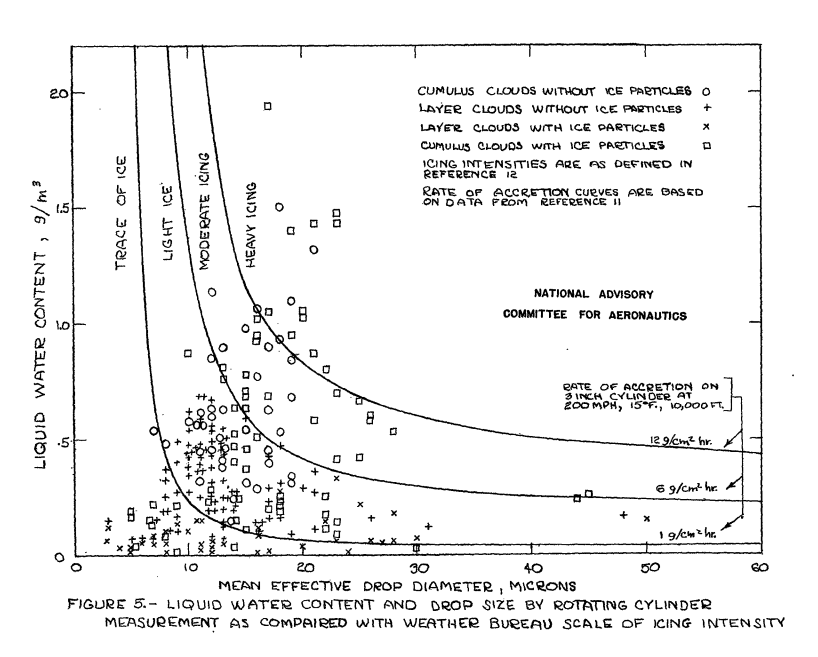 2.0
1.5
1.0
.5
0
LIQUID WATER CONTENT , g/m³
TRACE OF ICE
LIGHT ICE
MODERATE ICING
HEAVY ICING
CUMULUS CLOUDS WITHOUT ICE PARTICLES O
LAYER CLOUDS WITHOUT ICE PARTICLES +
LAYER CLOUDS WITH ICE PARTICLES x
CUMULUS CLOUDS WITH ICE PARTICLES □
ICING INTENSITIES ARE AS DEFINED IN
REFERENCE 12
RATE OF ACCRETION CURVES ARE BASED
ON DATA FROM REFERENCE 11
NATIONAL ADVISORY
COMMITTEE FOR AERONAUTICS
RATE OF ACCRETION ON
3 INCH CYLINDER AT
200 MPH, 15°F., 10,000 FT.
12 g/cm² hr.
6 g/cm² hr.
1 g/cm² hr.
0 10 20 30 40 50 60
MEAN EFFECTIVE DROP DIAMETER , MICRONS
FIGURE 5.- LIQUID WATER CONTENT AND DROP SIZE BY ROTATING CYLINDER
MEASUREMENT AS COMPAIRED WITH WEATHER BUREAU SCALE OF ICING INTENSITY